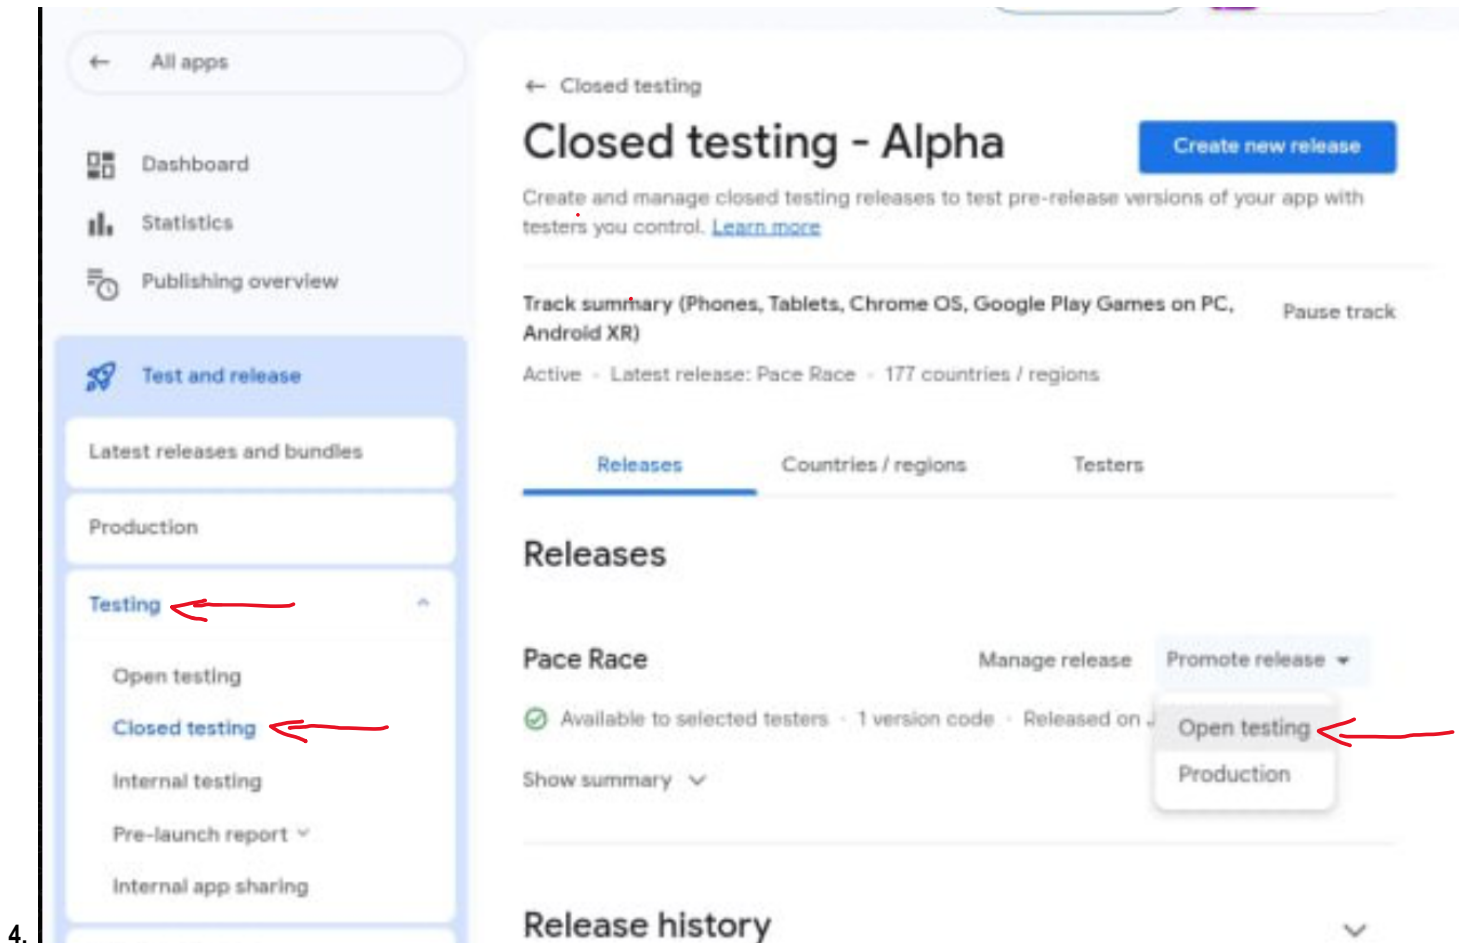 All apps
Dashboard
Statistics
Publishing overview
Test and release
Latest releases and bundles
Production
Testing
Open testing
Closed testing
Internal testing
Pre-launch report
Internal app sharing
4.
Closed testing
Closed testing - Alpha
Create new release
Create and manage closed testing releases to test pre-release versions of your app with
testers you control. Learn more
Track summary (Phones, Tablets, Chrome OS, Google Play Games on PC,
Android XR)
Pause track
Active · Latest release: Pace Race · 177 countries / regions
Releases Countries / regions Testers
Releases
Pace Race Manage release Promote release
Available to selected testers · 1 version code · Released on
Open testing
Production
Show summary
Release history